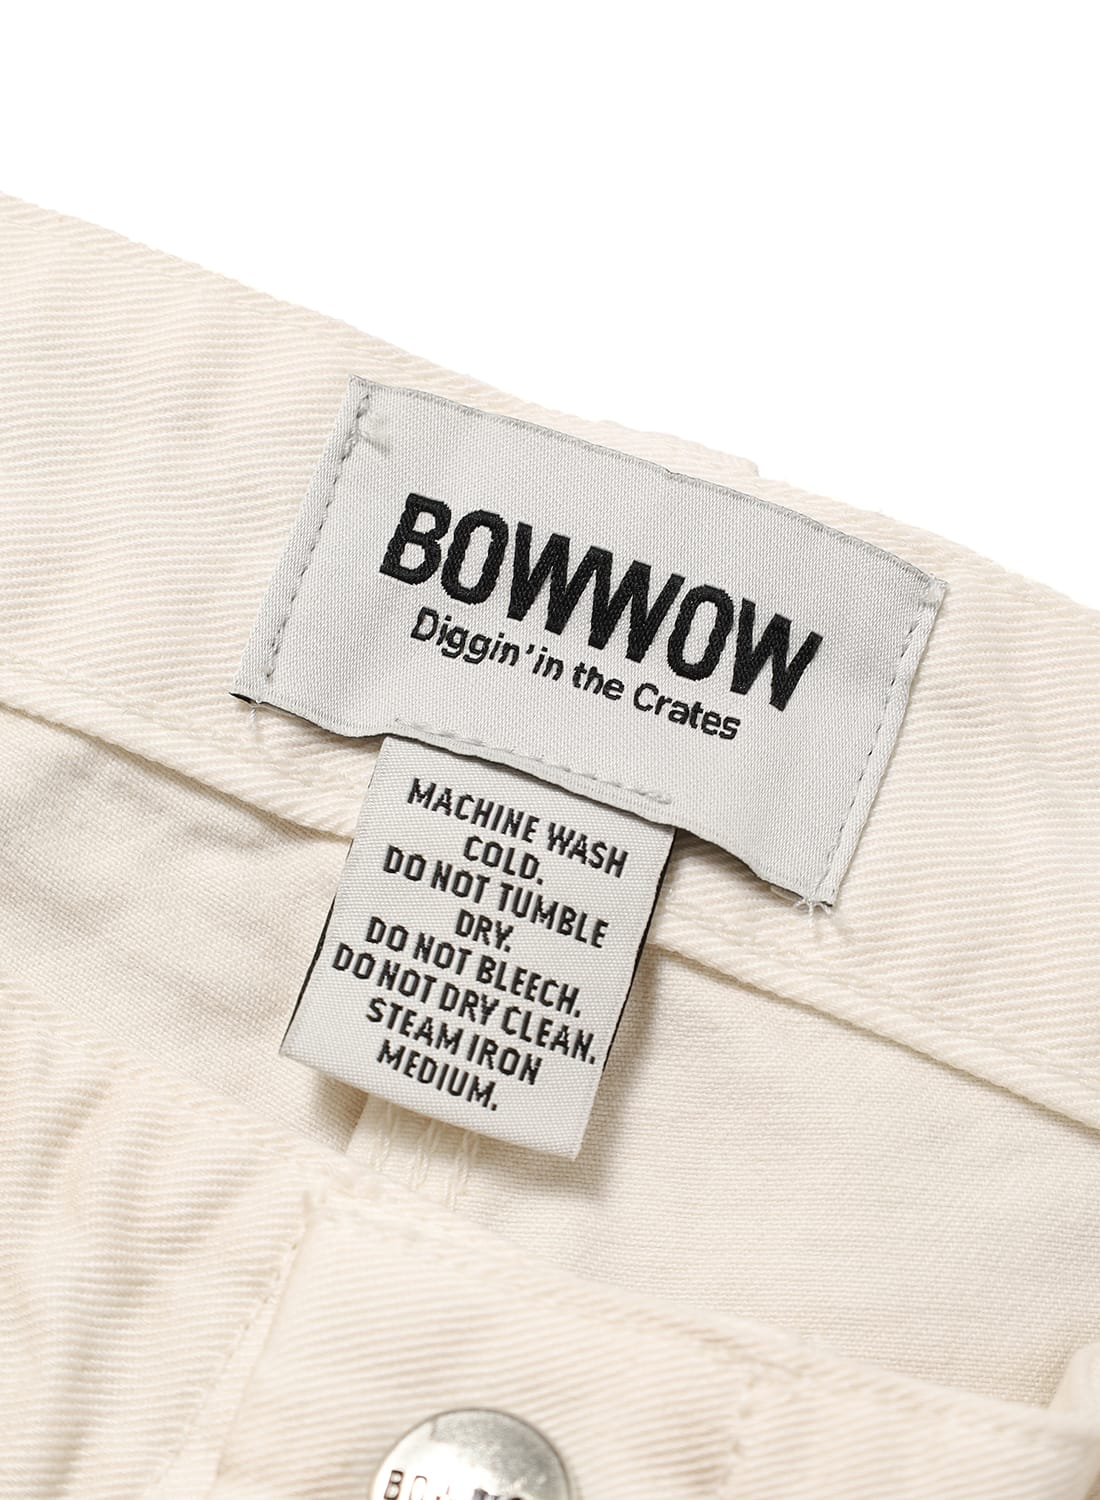 BOWWOW
Diggin' in the Crates
MACHINE WASH
COLD.
DO NOT TUMBLE
DRY.
DO NOT BLEECH.
DO NOT DRY CLEAN.
STEAM IRON
MEDIUM.